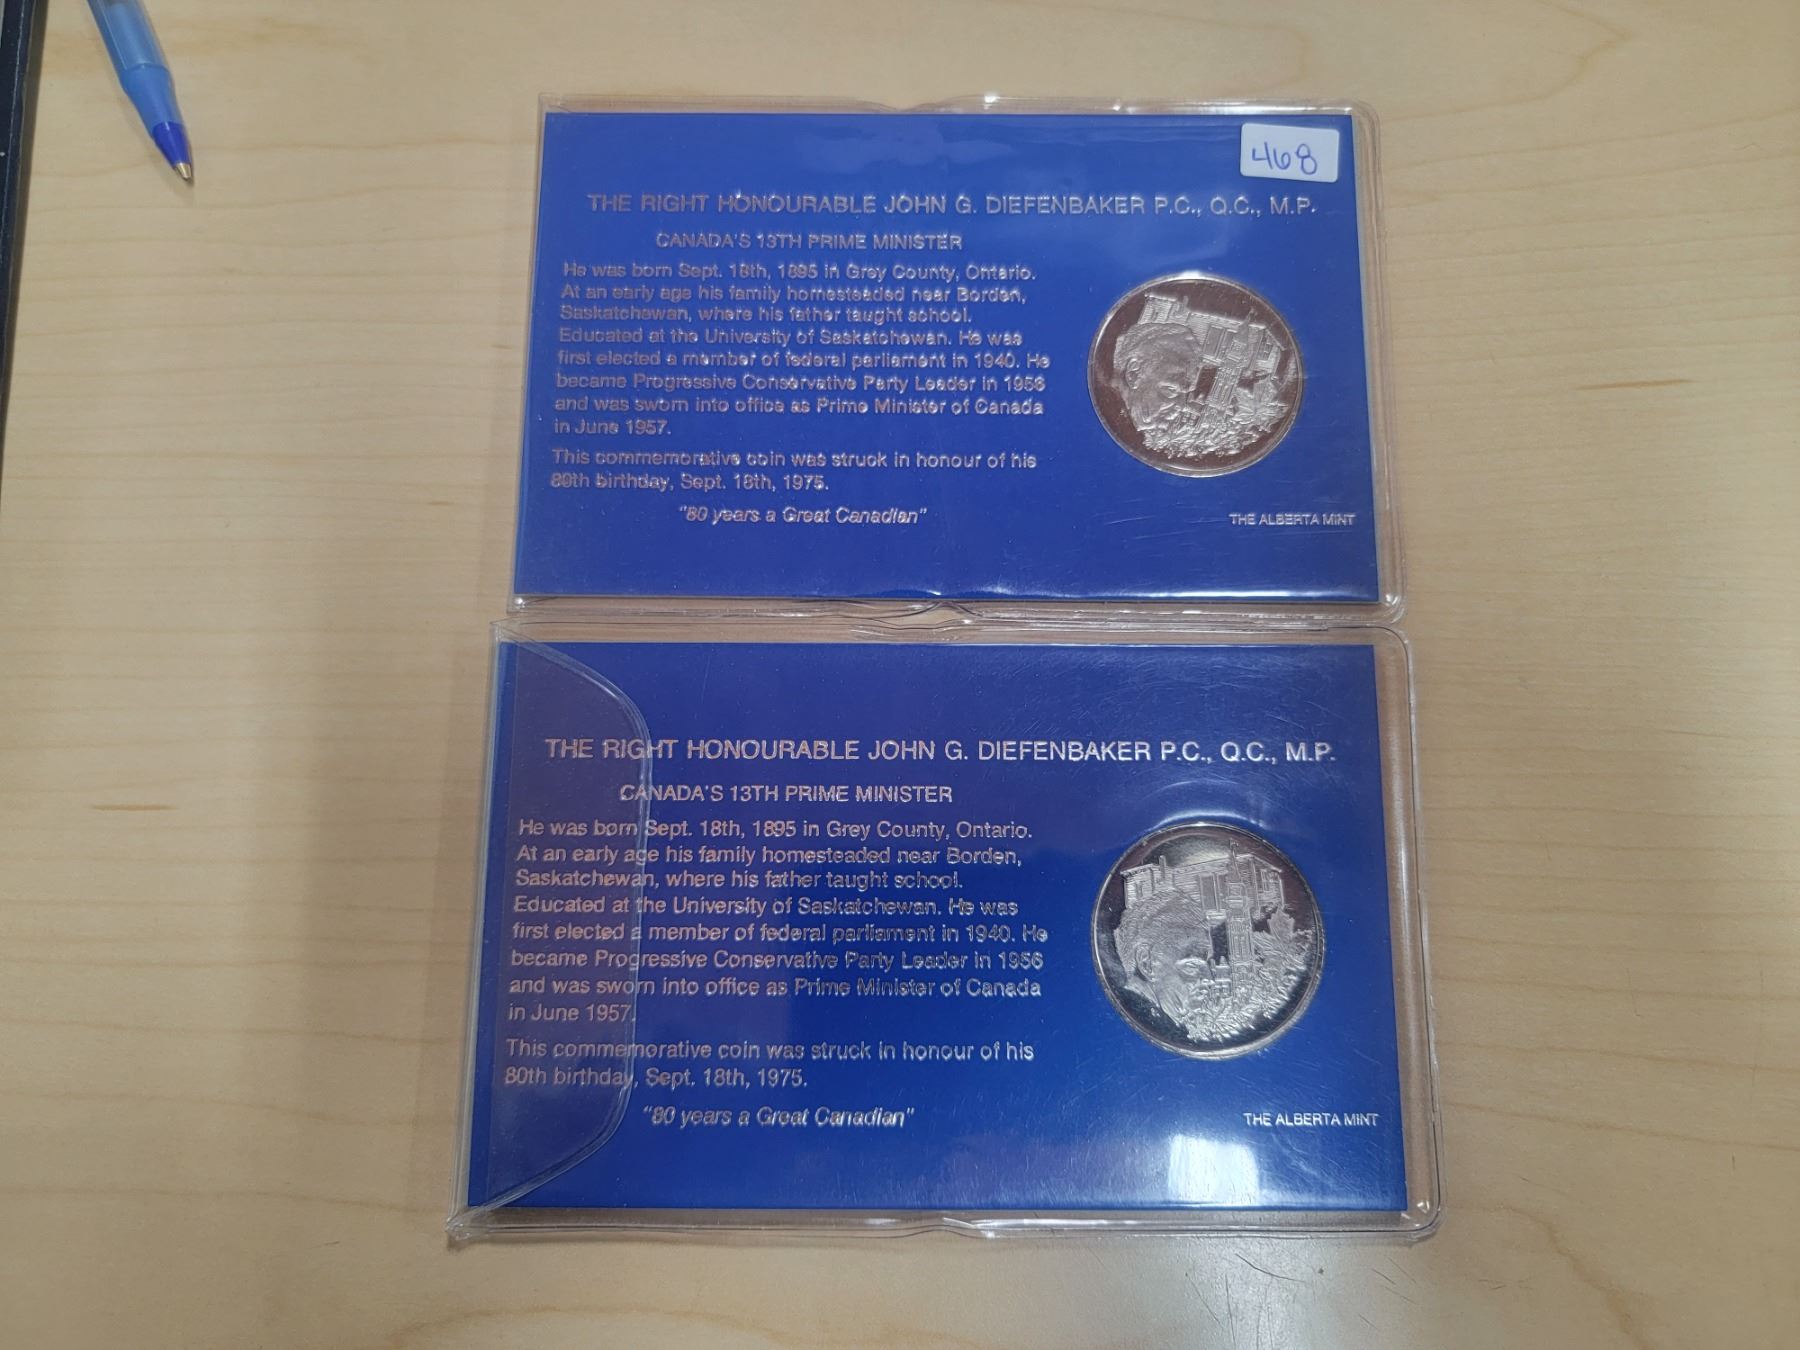 468
THE RIGHT HONOURABLE JOHN G. DIEFENBAKER P.C., Q.C., M.P.
CANADA'S 13TH PRIME MINISTER
He was born Sept. 18th, 1895 in Grey County, Ontario.
At an early age his family homesteaded near Borden,
Saskatchewan, where his father taught school.
Educated at the University of Saskatchewan. He was
first elected a member of federal parliament in 1940. He
became Progressive Conservative Party Leader in 1956
and was sworn into office as Prime Minister of Canada
in June 1957.
This commemorative coin was struck in honour of his
80th birthday, Sept. 18th, 1975.
"80 years a Great Canadian"
THE ALBERTA MINT
THE RIGHT HONOURABLE JOHN G. DIEFENBAKER P.C., Q.C., M.P.
CANADA'S 13TH PRIME MINISTER
He was born Sept. 18th, 1895 in Grey County, Ontario.
At an early age his family homesteaded near Borden,
Saskatchewan, where his father taught school.
Educated at the University of Saskatchewan. He was
first elected a member of federal parliament in 1940. He
became Progressive Conservative Party Leader in 1956
and was sworn into office as Prime Minister of Canada
in June 1957.
This commemorative coin was struck in honour of his
80th birthday, Sept. 18th, 1975.
"80 years a Great Canadian"
THE ALBERTA MINT